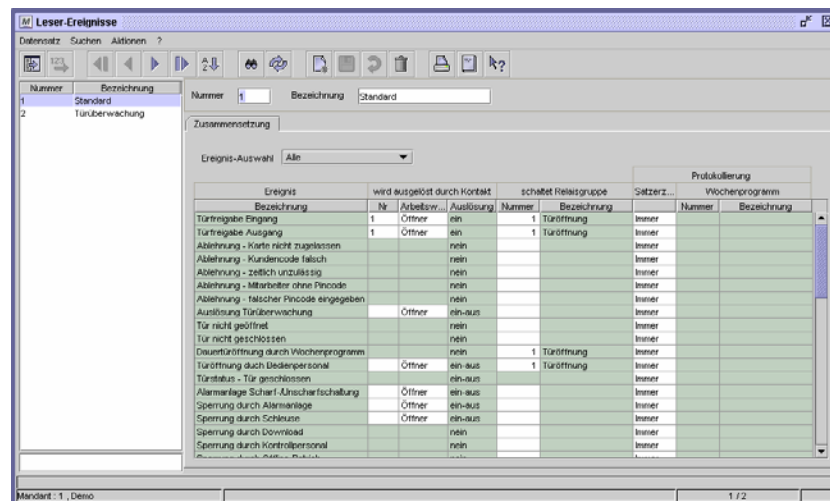 Leser-Ereignisse
Datensatz Suchen Aktionen ?
Nummer Bezeichnung
1 Standard
2 Türüberwachung
Nummer 1 Bezeichnung Standard
Zusammensetzung
Ereignis-Auswahl Alle
Protokollierung
Ereignis wird ausgelöst durch Kontakt schaltet Relaisgruppe Satzerz... Wochenprogramm
Bezeichnung Nr Arbeitsw... Auslösung Nummer Bezeichnung Nummer Bezeichnung
Türfreigabe Eingang 1 Öffner ein 1 Türöffnung Immer
Türfreigabe Ausgang 1 Öffner ein 1 Türöffnung Immer
Ablehnung - Karte nicht zugelassen nein Immer
Ablehnung - Kundencode falsch nein Immer
Ablehnung - zeitlich unzulässig nein Immer
Ablehnung - Mitarbeiter ohne Pincode nein Immer
Ablehnung - falscher Pincode eingegeben nein Immer
Auslösung Türüberwachung Öffner ein-aus Immer
Tür nicht geöffnet nein Immer
Tür nicht geschlossen nein Immer
Dauertüröffnung durch Wochenprogramm nein 1 Türöffnung Immer
Türöffnung duch Bedienpersonal Öffner ein-aus 1 Türöffnung Immer
Türstatus - Tür geschlossen ein-aus Immer
Alarmanlage Scharf-/Unscharfschaltung Öffner ein-aus Immer
Sperrung durch Alarmanlage Öffner ein-aus Immer
Sperrung durch Schleuse Öffner ein-aus Immer
Sperrung durch Download nein Immer
Sperrung durch Kontrollpersonal nein Immer
Mandant : 1 , Demo 1 / 2